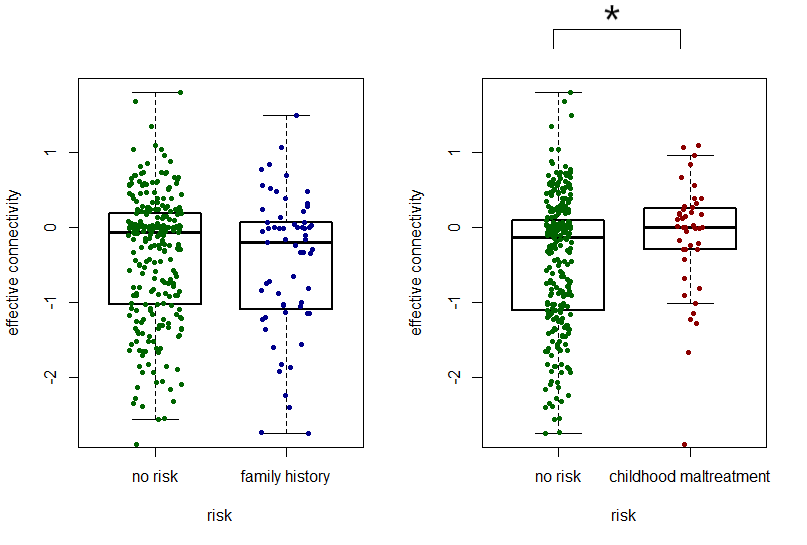 *
effective connectivity
1
0
-1
-2
no risk
family history
risk
effective connectivity
1
0
-1
-2
no risk
childhood maltreatment
risk